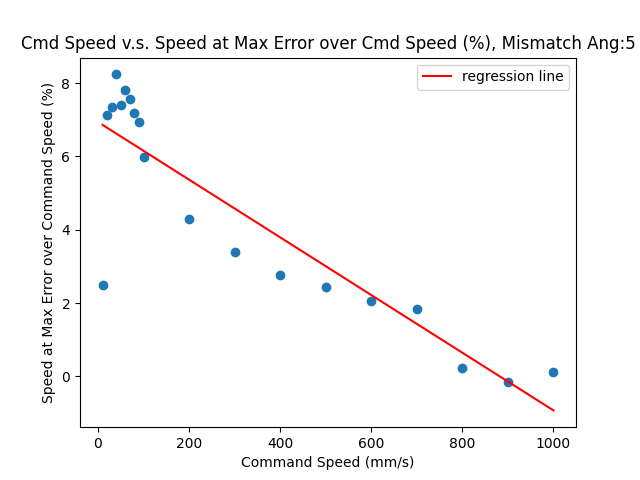 Cmd Speed v.s. Speed at Max Error over Cmd Speed (%), Mismatch Ang:5
regression line
Speed at Max Error over Command Speed (%)
8
6
4
2
0
0 200 400 600 800 1000
Command Speed (mm/s)